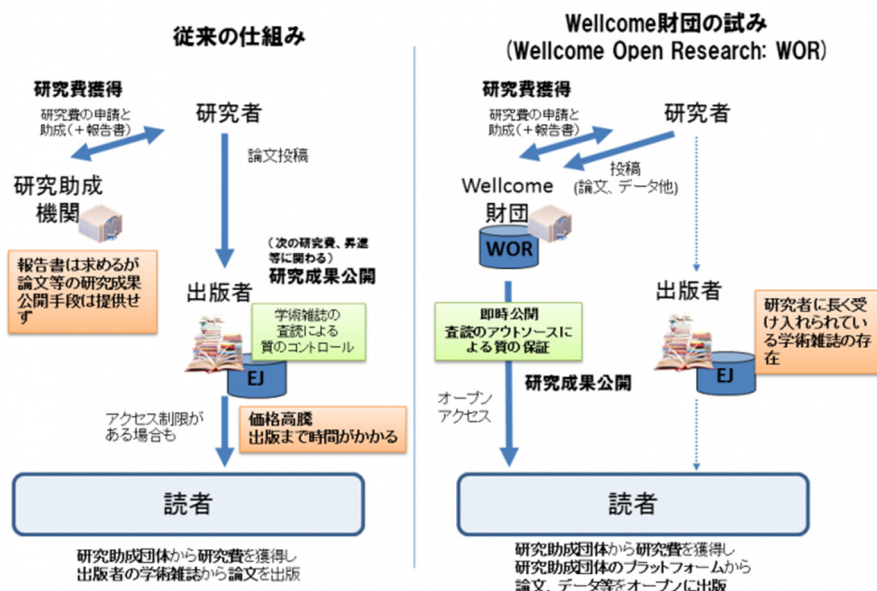 従来の仕組み
研究費獲得
研究費の申請と
助成(+報告書)
研究者
論文投稿
研究助成
機関
報告書は求めるが
論文等の研究成果
公開手段は提供せ
ず
(次の研究費、昇進
等に関わる)
研究成果公開
出版者
学術雑誌の
査読による
質のコントロール
EJ
アクセス制限が
ある場合も
価格高騰
出版まで時間がかかる
読者
研究助成団体から研究費を獲得し
出版者の学術雑誌から論文を出版
Wellcome財団の試み
(Wellcome Open Research: WOR)
研究費獲得
研究費の申請と
助成(+報告書)
研究者
投稿
(論文、データ他)
Wellcome
財団
WOR
即時公開
査読のアウトソースに
よる質の保証
研究成果公開
オープン
アクセス
出版者
EJ
研究者に長く受
け入れられてい
る学術雑誌の存
在
読者
研究助成団体から研究費を獲得し
研究助成団体のプラットフォームから
論文、データ等をオープンに出版